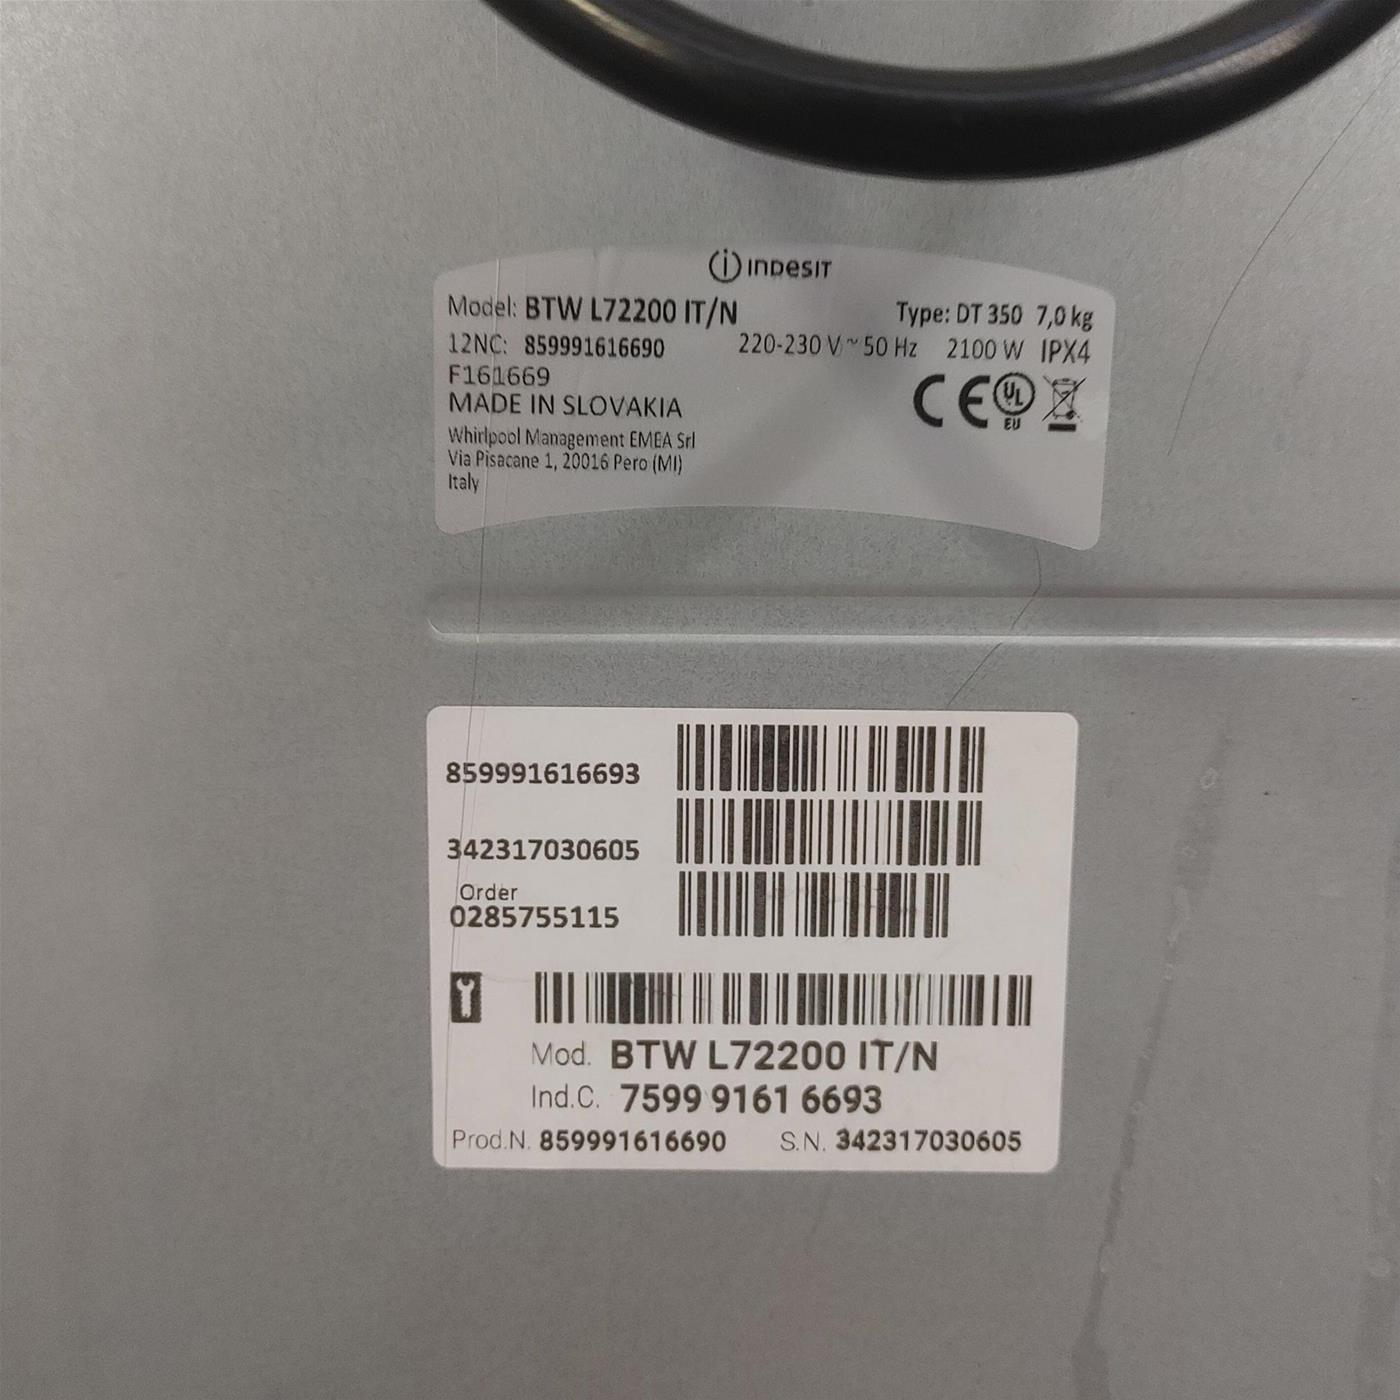 INDESIT
Model: BTW L72200 IT/N Type: DT 350 7,0 kg
12NC: 859991616690 220-230 V ~ 50 Hz 2100 W IPX4
F161669
MADE IN SLOVAKIA
Whirlpool Management EMEA Srl
Via Pisacane 1, 20016 Pero (MI)
Italy
CE UL
EU
859991616693
342317030605
Order
0285755115
Mod. BTW L72200 IT/N
Ind.C. 7599 9161 6693
Prod.N. 859991616690 S.N. 342317030605